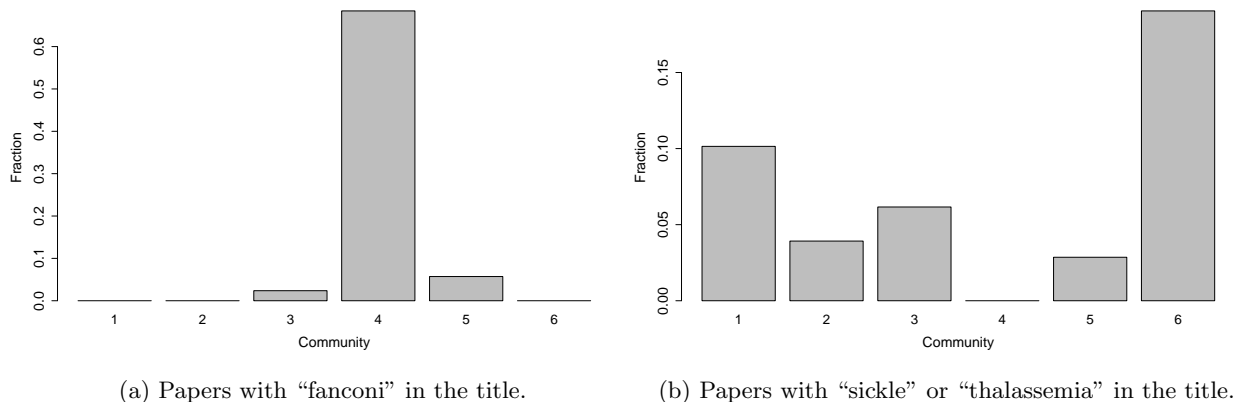 Fraction
0.0
0.1
0.2
0.3
0.4
0.5
0.6
1 2 3 4 5 6
Community
(a) Papers with “fanconi” in the title.
Fraction
0.00
0.05
0.10
0.15
1 2 3 4 5 6
Community
(b) Papers with “sickle” or “thalassemia” in the title.